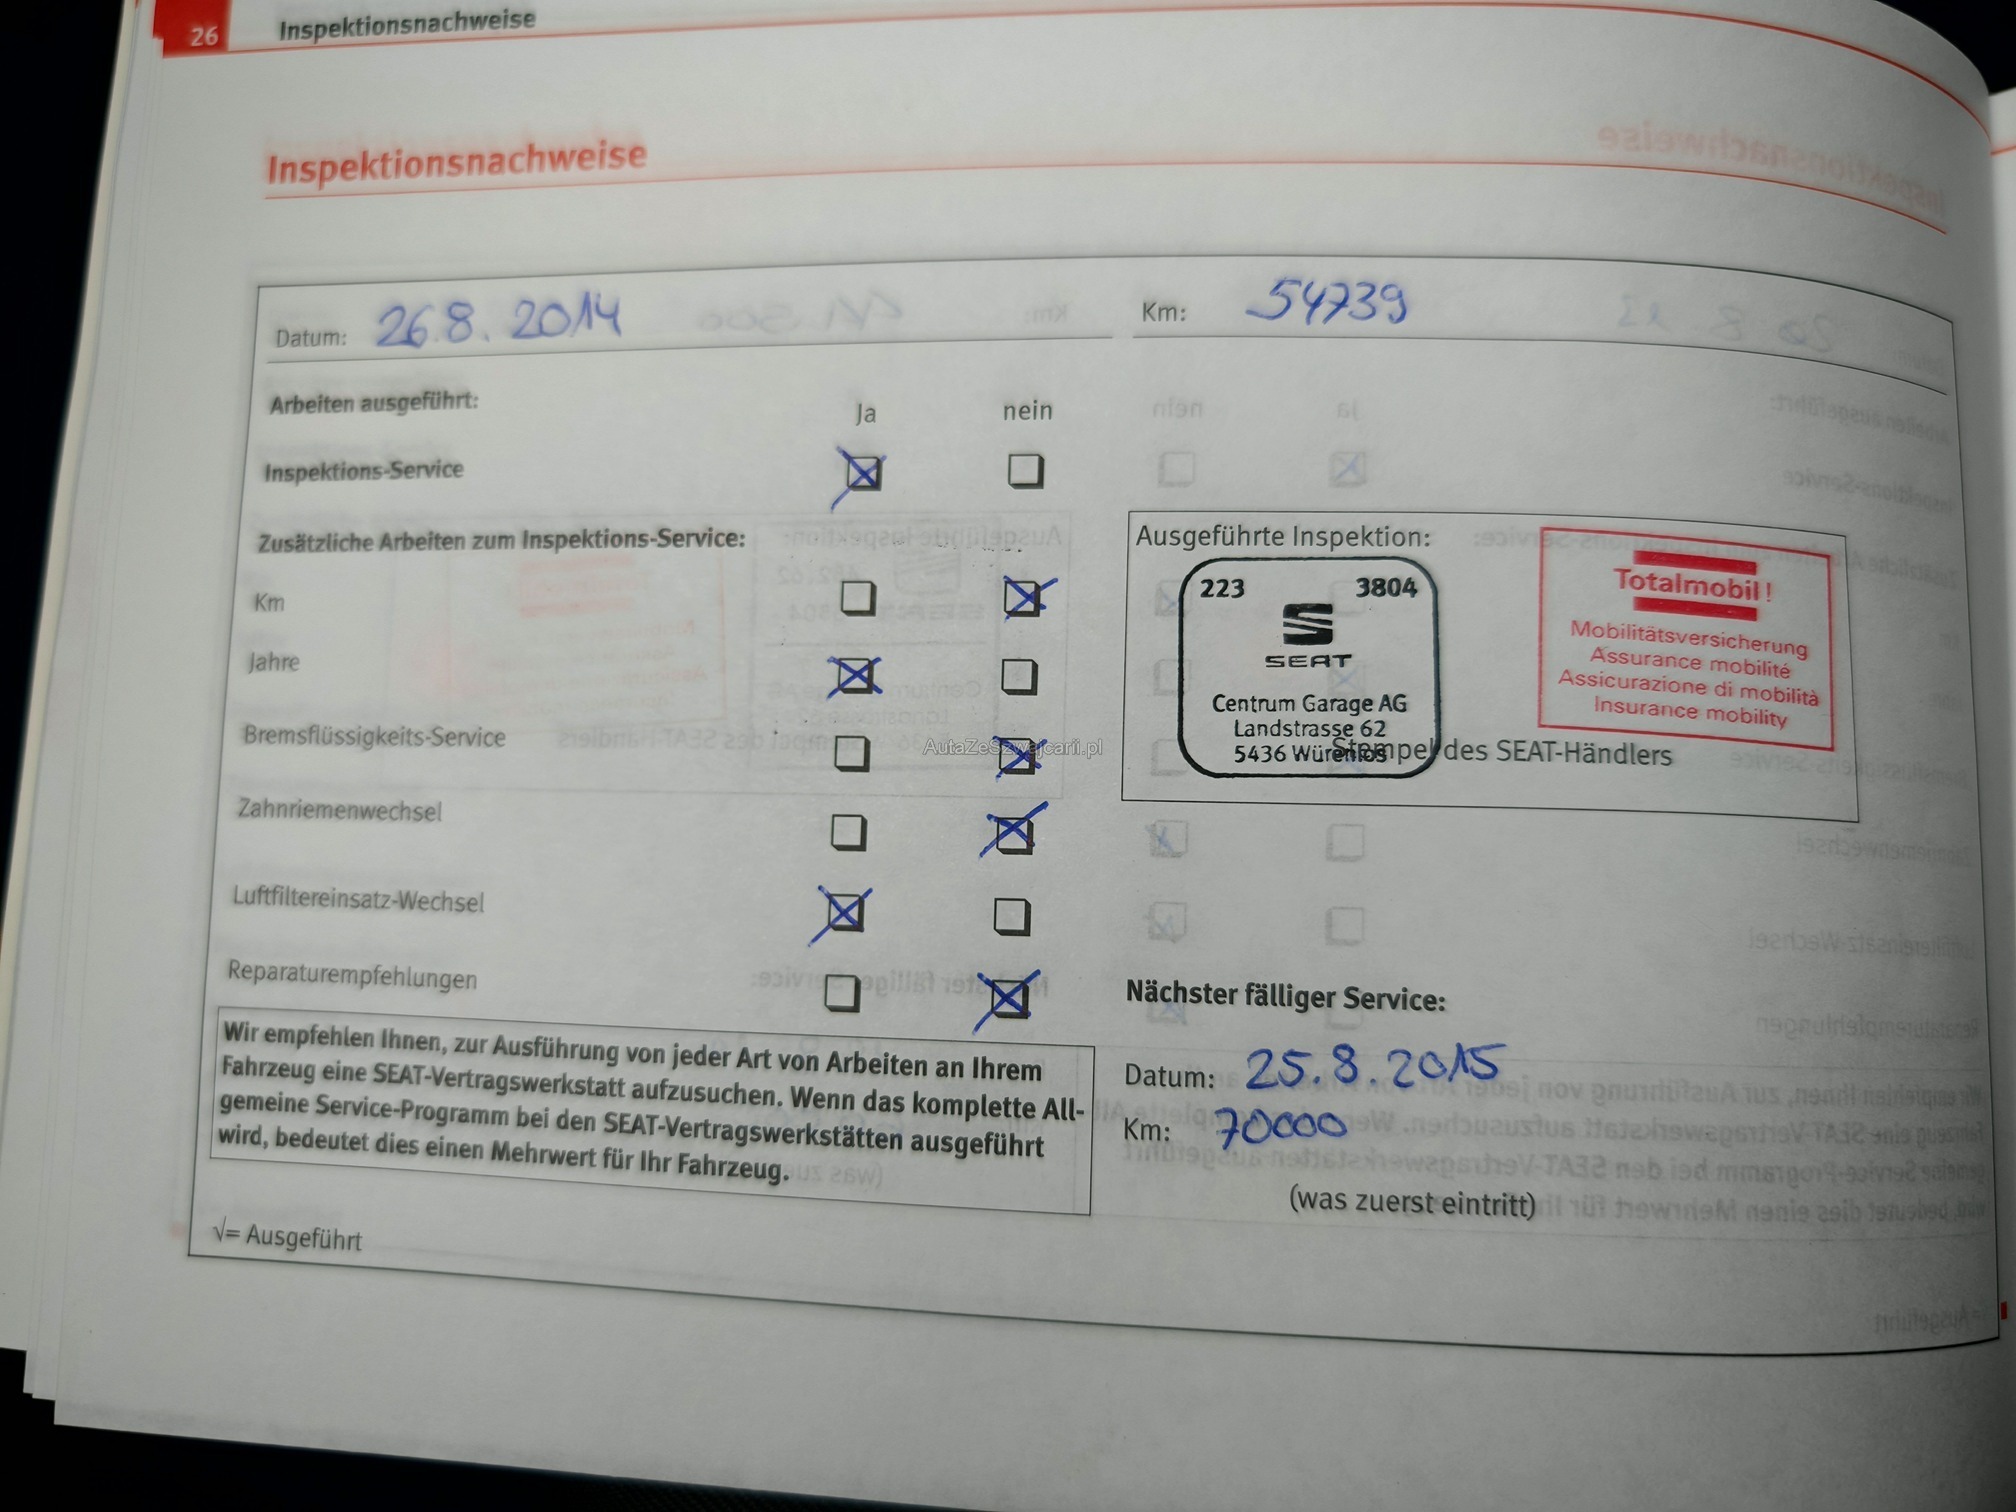 26 Inspektionsnachweise
Inspektionsnachweise
Datum: 26.8.2014 Km: 54739
Arbeiten ausgeführt: Ja nein
Inspektions-Service
Zusätzliche Arbeiten zum Inspektions-Service:
Km
Jahre
Bremsflüssigkeits-Service
Zahnriemenwechsel
Luftfiltereinsatz-Wechsel
Reparaturempfehlungen
Wir empfehlen Ihnen, zur Ausführung von jeder Art von Arbeiten an Ihrem
Fahrzeug eine SEAT-Vertragswerkstatt aufzusuchen. Wenn das komplette All-
gemeine Service-Programm bei den SEAT-Vertragswerkstätten ausgeführt
wird, bedeutet dies einen Mehrwert für Ihr Fahrzeug.
√= Ausgeführt
Ausgeführte Inspektion:
223 3804
SEAT
Centrum Garage AG
Landstrasse 62
5436 Würenlos
Totalmobil!
Mobilitätsversicherung
Assurance mobilité
Assicurazione di mobilità
Insurance mobility
Stempel des SEAT-Händlers
Nächster fälliger Service:
Datum: 25.8.2015
Km: 70000
(was zuerst eintritt)
AutaZeSzwajcarii.pl